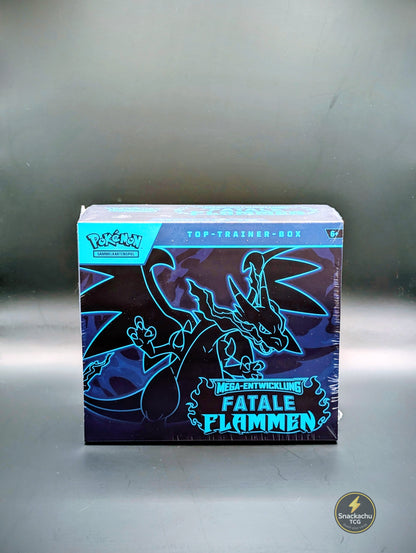 TOP-TRAINER-BOX
6+
POKÉMON
SAMMELKARTENSPIEL
MEGA-ENTWICKLUNG
FATALE
FLAMMEN
Snackachu
TCG